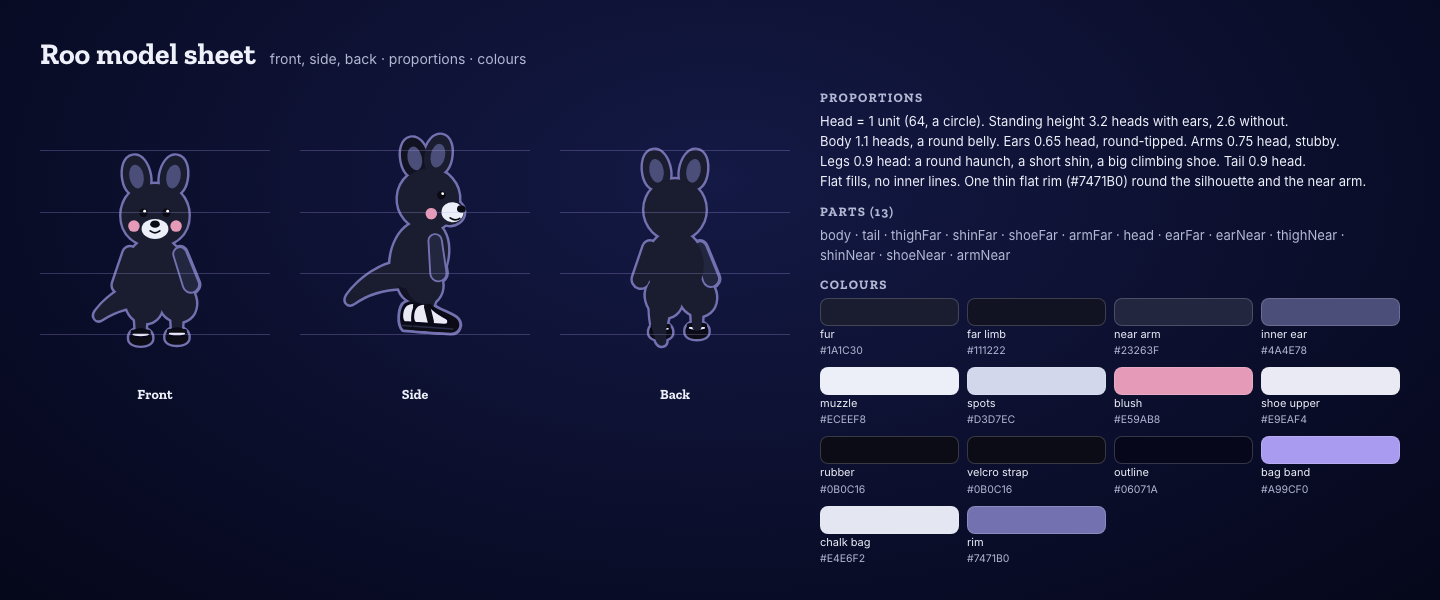 Roo model sheet front, side, back · proportions · colours
Front
Side
Back
PROPORTIONS
Head = 1 unit (64, a circle). Standing height 3.2 heads with ears, 2.6 without.
Body 1.1 heads, a round belly. Ears 0.65 head, round-tipped. Arms 0.75 head, stubby.
Legs 0.9 head: a round haunch, a short shin, a big climbing shoe. Tail 0.9 head.
Flat fills, no inner lines. One thin flat rim (#7471B0) round the silhouette and the near arm.
PARTS (13)
body · tail · thighFar · shinFar · shoeFar · armFar · head · earFar · earNear · thighNear ·
shinNear · shoeNear · armNear
COLOURS
fur far limb near arm inner ear
#1A1C30 #111222 #23263F #4A4E78
muzzle spots blush shoe upper
#ECEEF8 #D3D7EC #E59AB8 #E9EAF4
rubber velcro strap outline bag band
#0B0C16 #0B0C16 #06071A #A99CF0
chalk bag rim
#E4E6F2 #7471B0